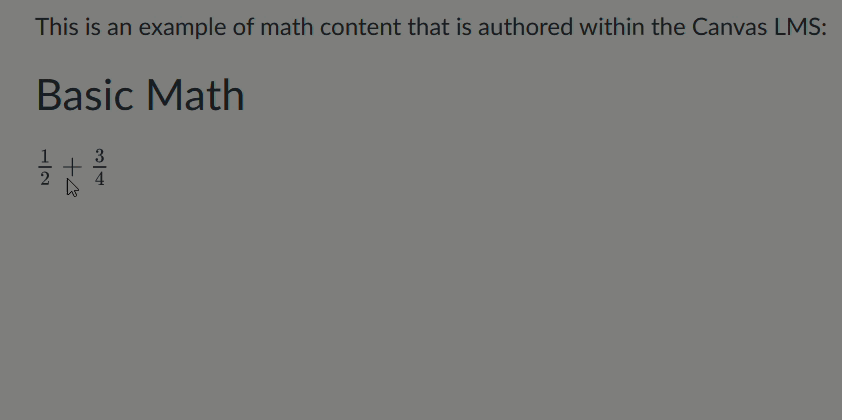 This is an example of math content that is authored within the Canvas LMS:
Basic Math
1/2 + 3/4